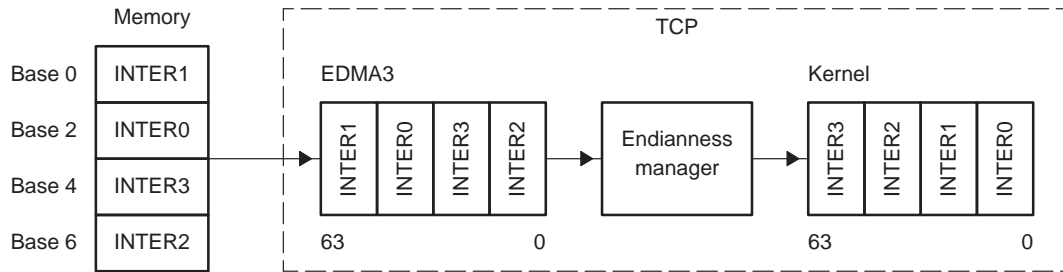 Memory
TCP
Base 0
INTER1
EDMA3
Kernel
Base 2
INTER0
INTER1
INTER0
INTER3
INTER2
Endianness
manager
INTER3
INTER2
INTER1
INTER0
Base 4
INTER3
Base 6
INTER2
63
0
63
0